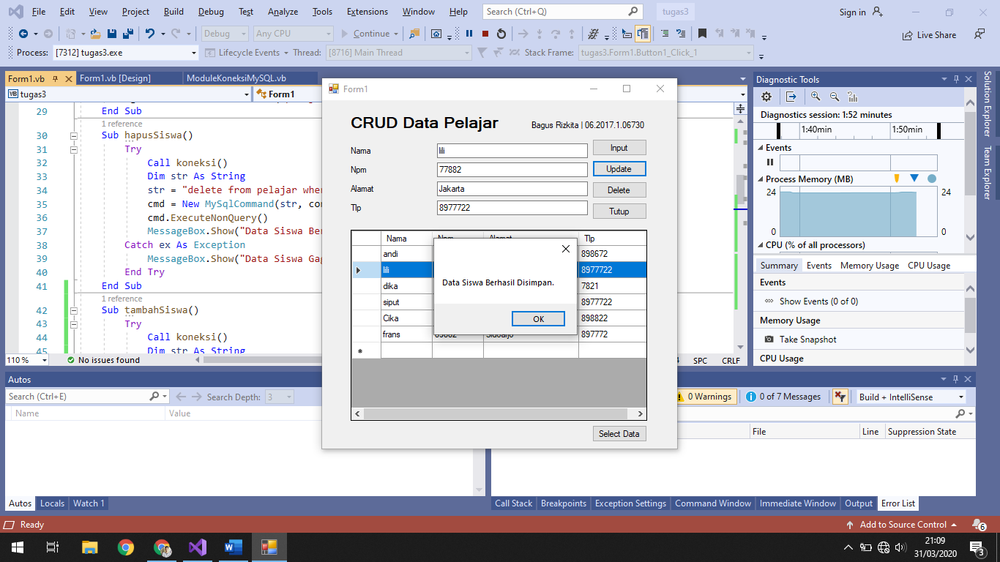 File Edit View Project Build Debug Test Analyze Tools Extensions Window Help Search (Ctrl+Q) tugas3 Sign in
Debug Any CPU Continue Live Share
Process: [7312] tugas3.exe Lifecycle Events Thread: [8716] Main Thread Stack Frame: tugas3.Form1.Button1_Click_1
Form1.vb Form1.vb [Design] ModuleKoneksiMySQL.vb
VB tugas3 Form1
29 End Sub
1 reference
30 Sub hapusSiswa()
31 Try
32 Call koneksi()
33 Dim str As String
34 str = "delete from pelajar wher
35 cmd = New MySqlCommand(str, con
36 cmd.ExecuteNonQuery()
37 MessageBox.Show("Data Siswa Ber
38 Catch ex As Exception
39 MessageBox.Show("Data Siswa Gag
40 End Try
41 End Sub
1 reference
42 Sub tambahSiswa()
43 Try
44 Call koneksi()
45 Dim str As String
110 % No issues found SPC CRLF
Form1
CRUD Data Pelajar Bagus Rizkita | 06.2017.1.06730
Nama lili Input
Npm 77882 Update
Alamat Jakarta Delete
Tlp 8977722 Tutup
Nama Npm Alamat Tlp
andi 898672
lili 8977722
dika 7821
siput 8977722
Cika 898822
frans 89882 Sidoarjo 897772
Data Siswa Berhasil Disimpan.
OK
Select Data
Diagnostic Tools
Diagnostics session: 1:52 minutes
1:40min 1:50min
Events
Process Memory (MB)
24 24
0 0
CPU (% of all processors)
Summary Events Memory Usage CPU Usage
Events
Show Events (0 of 0)
Memory Usage
Take Snapshot
CPU Usage
Solution Explorer
Team Explorer
Autos
Search (Ctrl+E) Search Depth: 3
Name Value
Autos Locals Watch 1
0 Warnings 0 of 7 Messages Build + IntelliSense
File Line Suppression State
Call Stack Breakpoints Exception Settings Command Window Immediate Window Output Error List
Ready Add to Source Control 6
21:09
31/03/2020
3